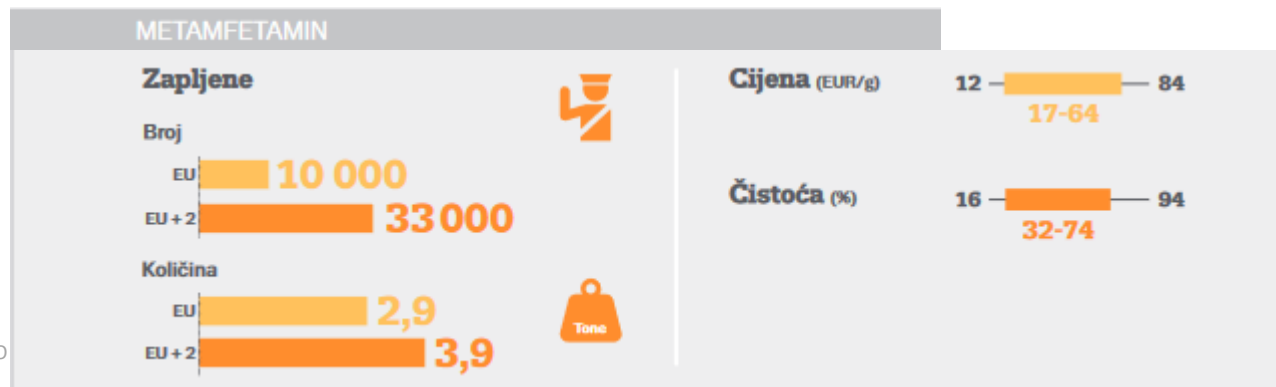 METAMFETAMIN
Zapljene
Broj
EU 10 000
EU + 2 33 000
Količina
EU 2,9
EU + 2 3,9
Tone
Cijena (EUR/g)
12 84
17-64
Čistoća (%)
16 94
32-74